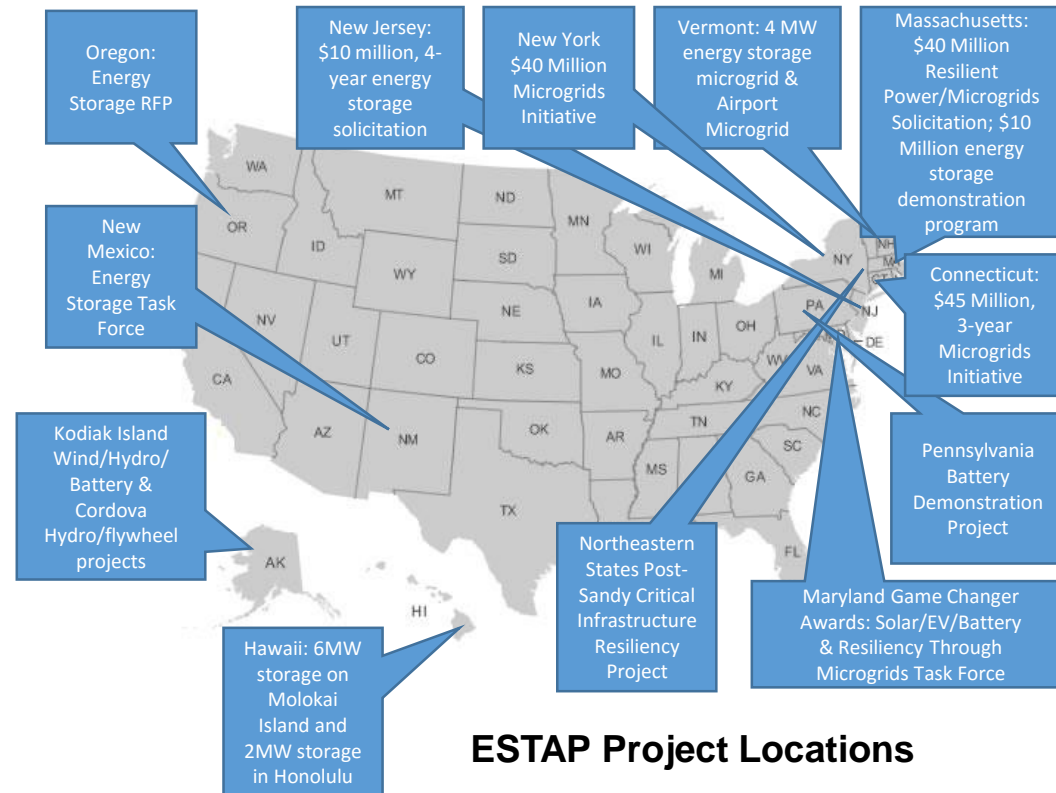 Oregon:
Energy
Storage RFP
New Jersey:
$10 million, 4-
year energy
storage
solicitation
New York
$40 Million
Microgrids
Initiative
Vermont: 4 MW
energy storage
microgrid &
Airport
Microgrid
Massachusetts:
$40 Million
Resilient
Power/Microgrids
Solicitation; $10
Million energy
storage
demonstration
program
New
Mexico:
Energy
Storage Task
Force
Connecticut:
$45 Million,
3-year
Microgrids
Initiative
Kodiak Island
Wind/Hydro/
Battery &
Cordova
Hydro/flywheel
projects
Pennsylvania
Battery
Demonstration
Project
Northeastern
States Post-
Sandy Critical
Infrastructure
Resiliency
Project
Maryland Game Changer
Awards: Solar/EV/Battery
& Resiliency Through
Microgrids Task Force
Hawaii: 6MW
storage on
Molokai
Island and
2MW storage
in Honolulu
WA
MT
ND
MN
OR
ID
WY
SD
WI
MI
NY
NH
MA
CT
NV
UT
CO
NE
IA
IL
IN
OH
PA
NJ
DE
CA
KS
MO
KY
WV
VA
AZ
NM
OK
AR
TN
NC
SC
MS
GA
TX
FL
AK
HI
ESTAP Project Locations